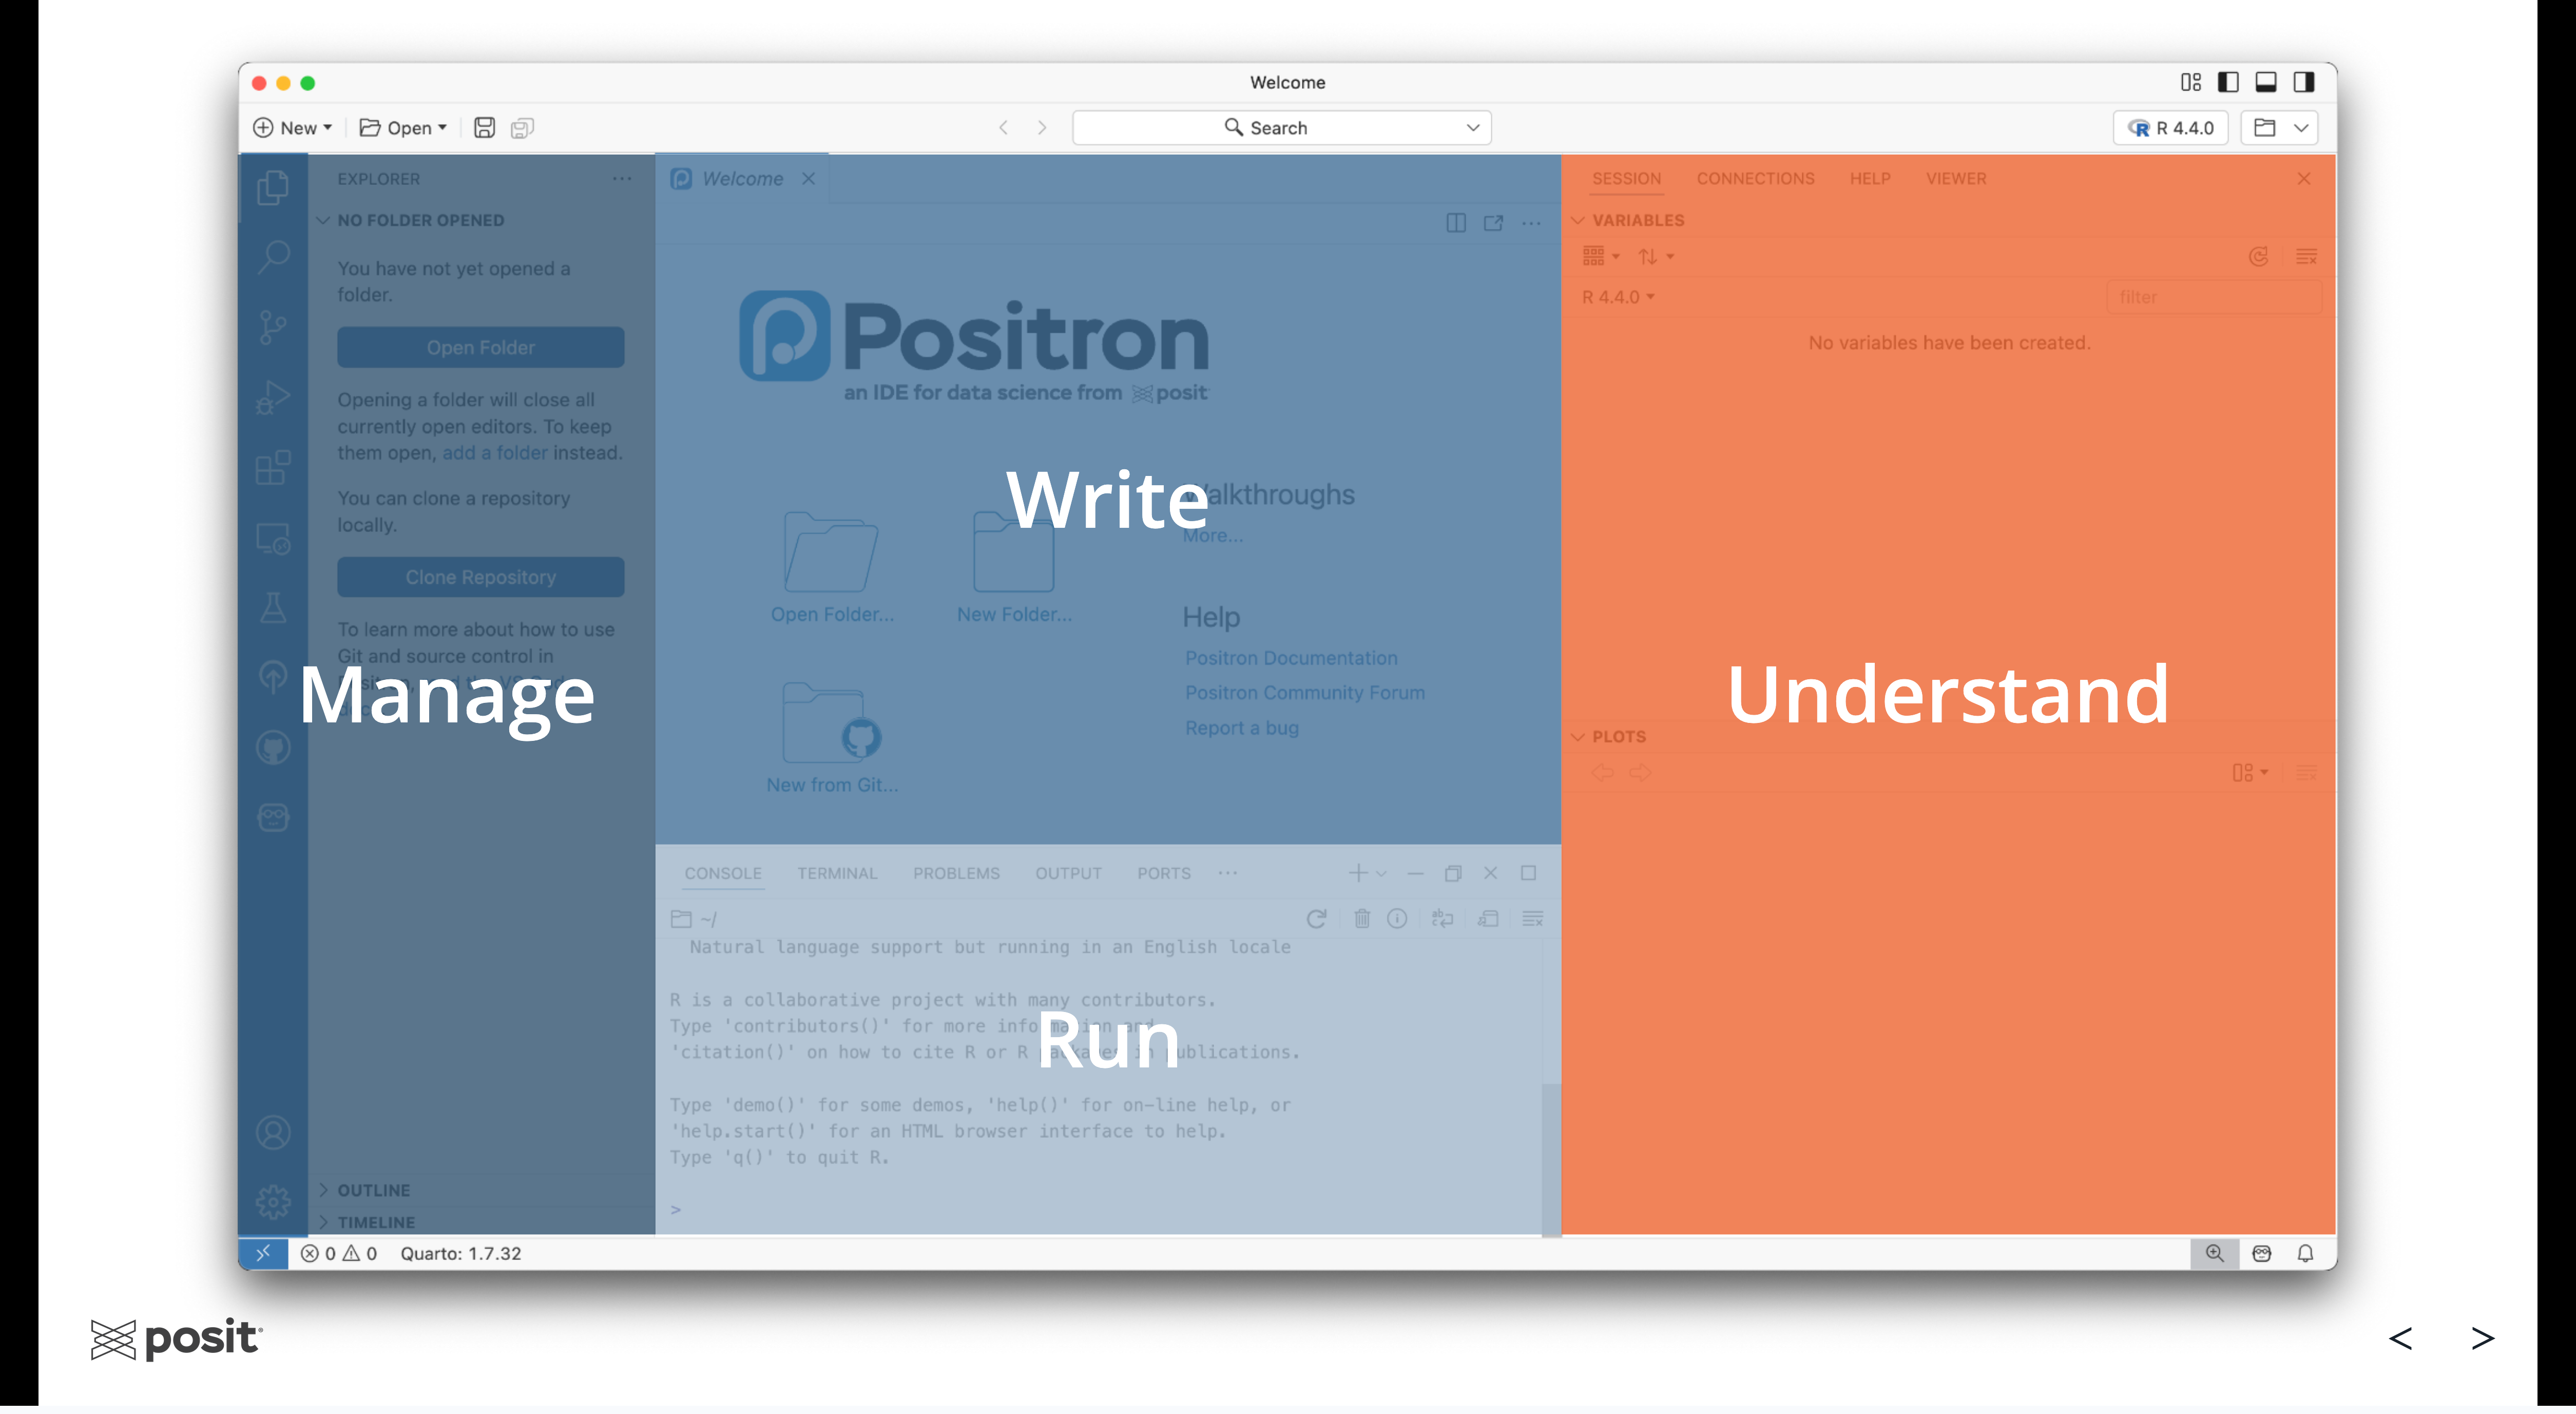 Welcome
New
Open
Search
R 4.4.0
EXPLORER
NO FOLDER OPENED
You have not yet opened a
folder.
Open Folder
Opening a folder will close all
currently open editors. To keep
them open, add a folder instead.
You can clone a repository
locally.
Clone Repository
To learn more about how to use
Git and source control in
Manage
OUTLINE
TIMELINE
Welcome
Positron
an IDE for data science from posit
Write
Walkthroughs
More...
Open Folder...
New Folder...
New from Git...
Help
Positron Documentation
Positron Community Forum
Report a bug
CONSOLE TERMINAL PROBLEMS OUTPUT PORTS
~/
Natural language support but running in an English locale
R is a collaborative project with many contributors.
Type 'contributors()' for more information and
'citation()' on how to cite R or R packages in publications.
Run
Type 'demo()' for some demos, 'help()' for on-line help, or
'help.start()' for an HTML browser interface to help.
Type 'q()' to quit R.
>
SESSION CONNECTIONS HELP VIEWER
VARIABLES
R 4.4.0
filter
No variables have been created.
Understand
PLOTS
0 0 Quarto: 1.7.32
posit
< >